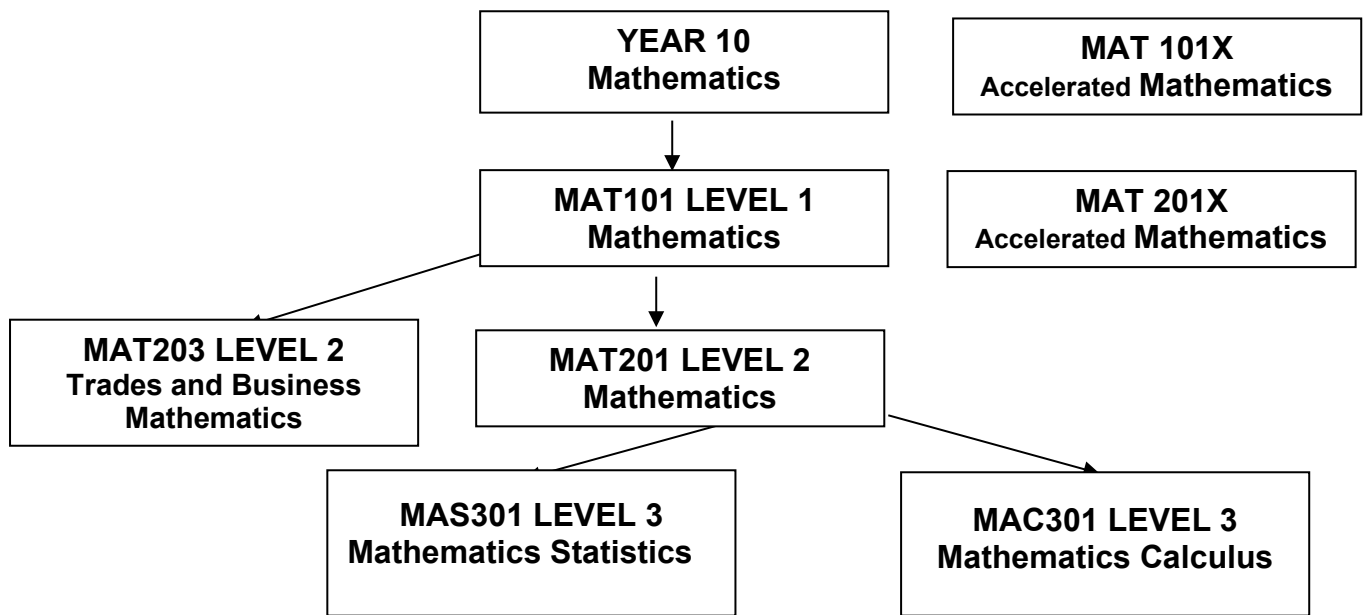 YEAR 10
Mathematics
MAT 101X
Accelerated Mathematics
MAT101 LEVEL 1
Mathematics
MAT 201X
Accelerated Mathematics
MAT203 LEVEL 2
Trades and Business
Mathematics
MAT201 LEVEL 2
Mathematics
MAS301 LEVEL 3
Mathematics Statistics
MAC301 LEVEL 3
Mathematics Calculus